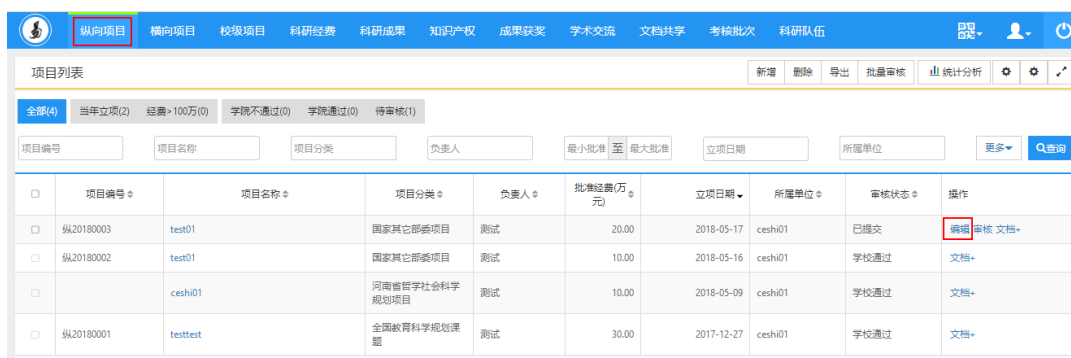 纵向项目 横向项目 校级项目 科研经费 科研成果 知识产权 成果获奖 学术交流 文档共享 考核批次 科研队伍
项目列表 新增 删除 导出 批量审核 统计分析
全部(4) 当年立项(2) 经费>100万(0) 学院不通过(0) 学院通过(0) 待审核(1)
项目编号 项目名称 项目分类 负责人 最小批准 至 最大批准 立项日期 所属单位 更多 查询
项目编号 项目名称 项目分类 负责人 批准经费(万元) 立项日期 所属单位 审核状态 操作
纵20180003 test01 国家其它部委项目 测试 20.00 2018-05-17 ceshi01 已提交 编辑 审核 文档+
纵20180002 test01 国家其它部委项目 测试 10.00 2018-05-16 ceshi01 学校通过 文档+
ceshi01 河南省哲学社会科学规划项目 测试 10.00 2018-05-09 ceshi01 学校通过 文档+
纵20180001 testtest 全国教育科学规划课题 测试 30.00 2017-12-27 ceshi01 学校通过 文档+